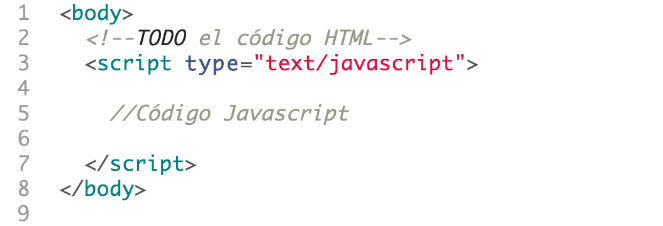 1 <body>
2 <!--TODO el código HTML-->
3 <script type="text/javascript">
4
5 //Código Javascript
6
7 </script>
8 </body>
9